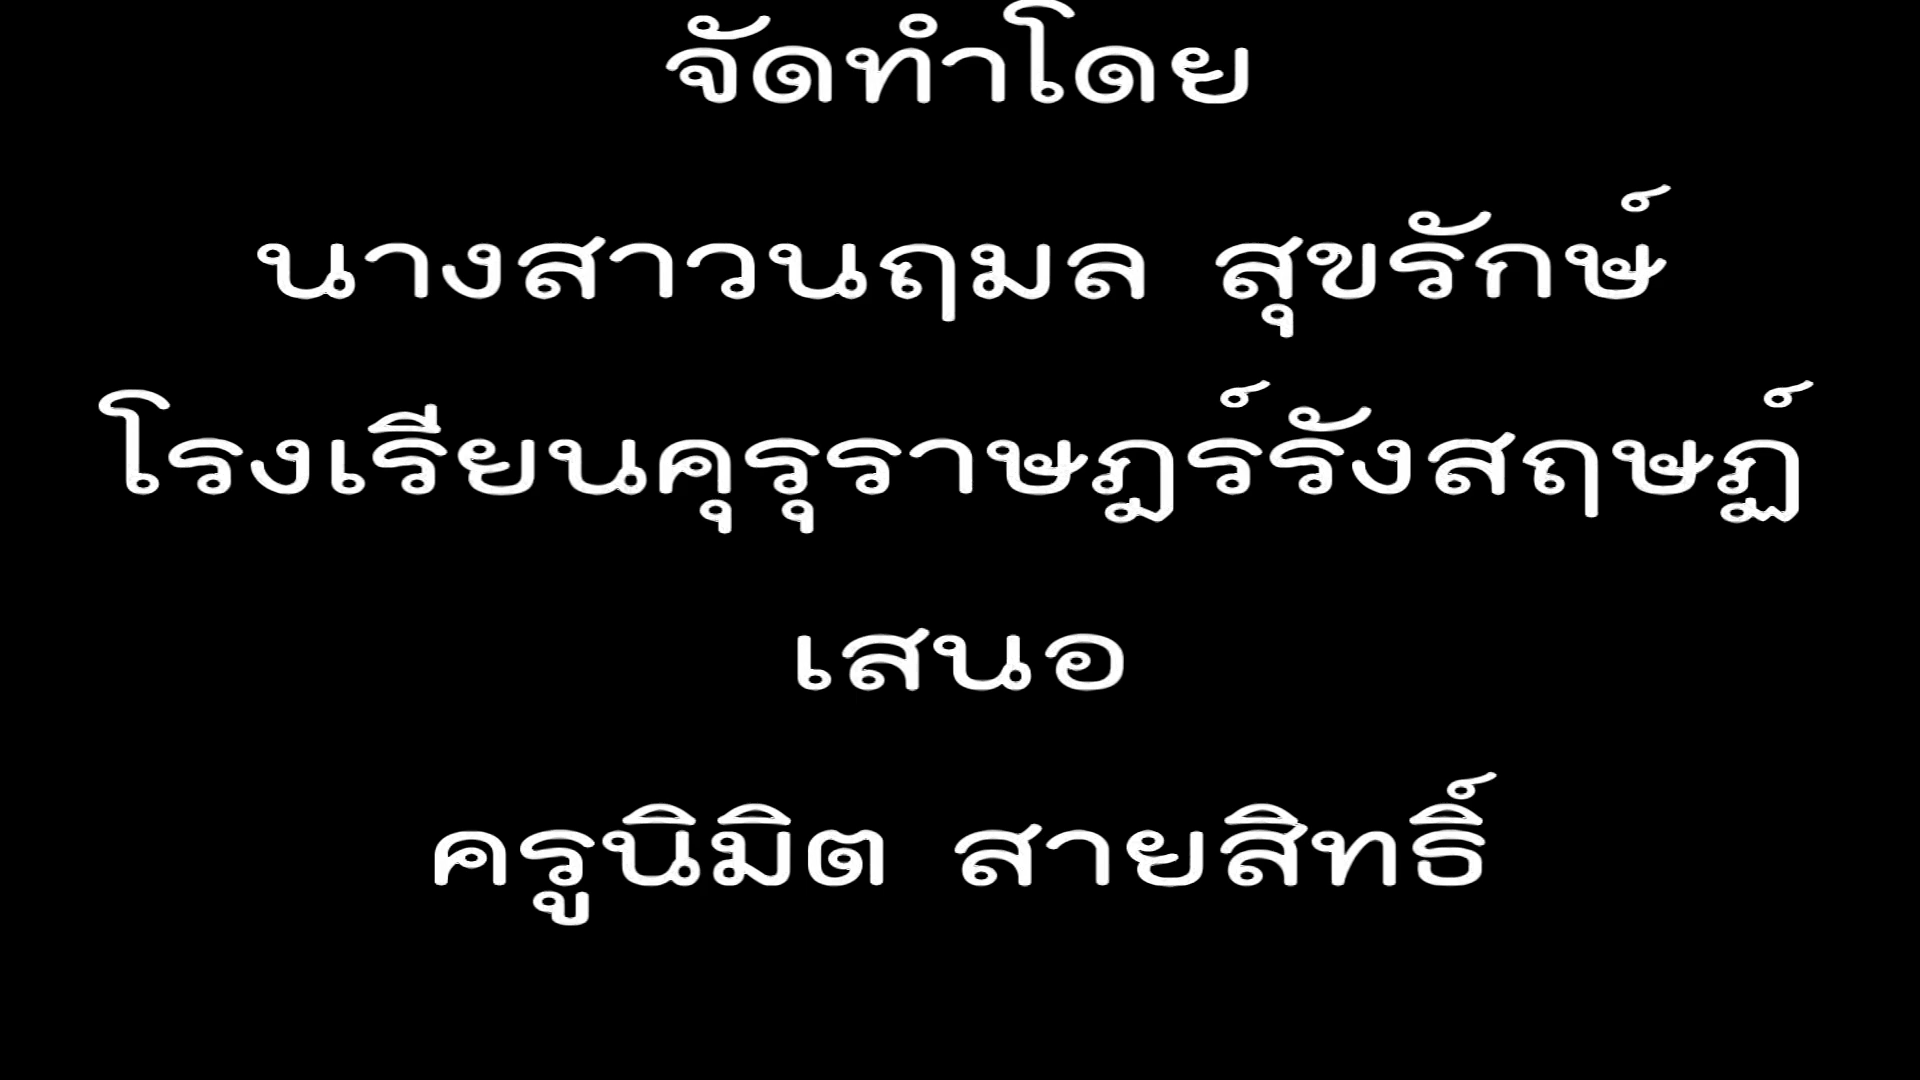 จัดทำโดย
นางสาวนฤมล สุขรักษ์
โรงเรียนคุรุราษฎร์รังสฤษฏ์
เสนอ
ครูนิมิต สายสิทธิ์